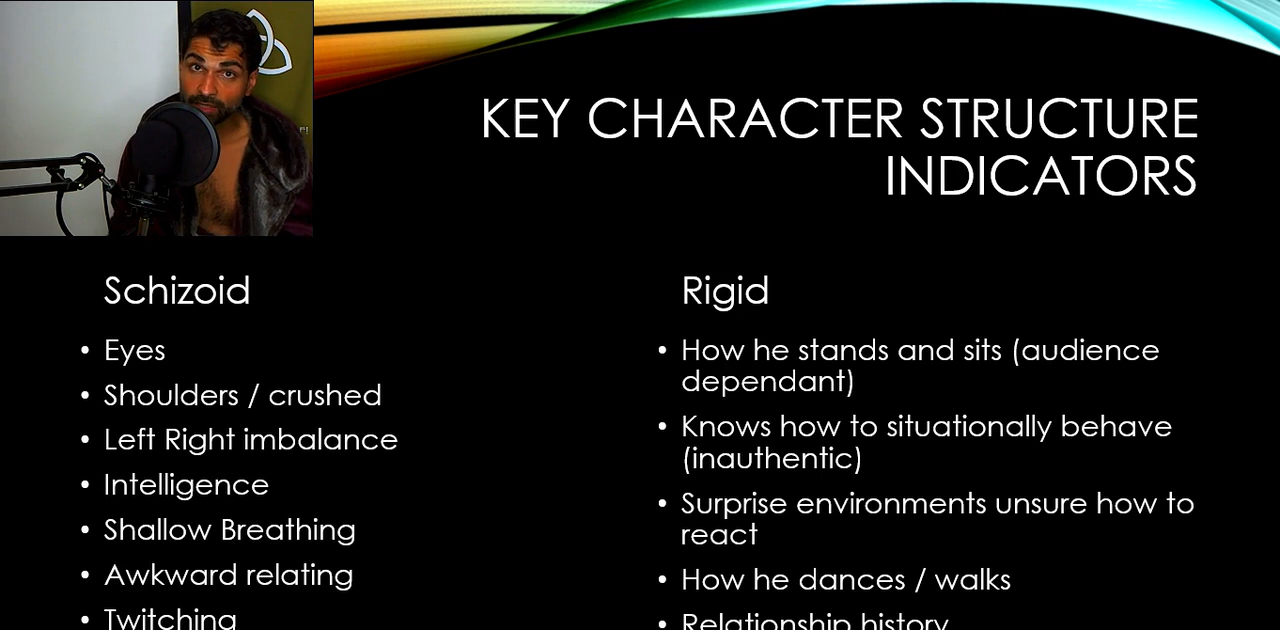 KEY CHARACTER STRUCTURE
INDICATORS
Schizoid
• Eyes
• Shoulders / crushed
• Left Right imbalance
• Intelligence
• Shallow Breathing
• Awkward relating
• Twitching
Rigid
• How he stands and sits (audience
dependant)
• Knows how to situationally behave
(inauthentic)
• Surprise environments unsure how to
react
• How he dances / walks
• Relationship history